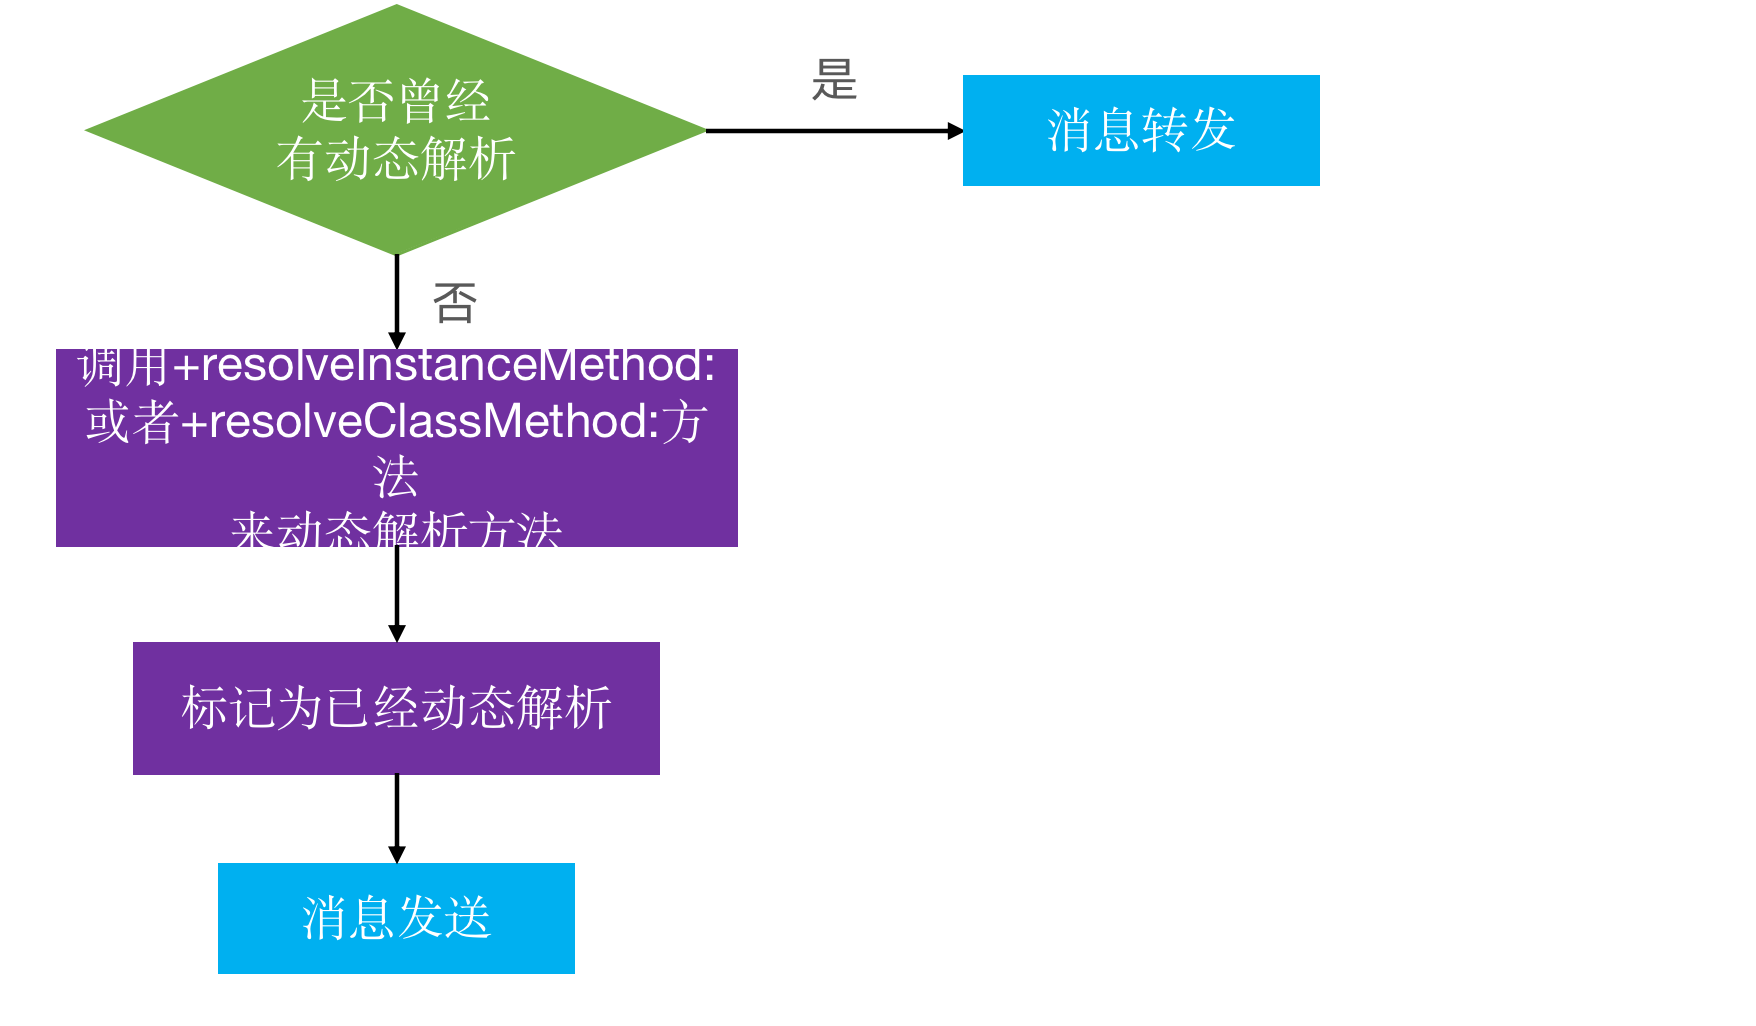 是否曾经
有动态解析
是
消息转发
否
调用+resolveInstanceMethod:
或者+resolveClassMethod:方
法
来动态解析方法
标记为已经动态解析
消息发送